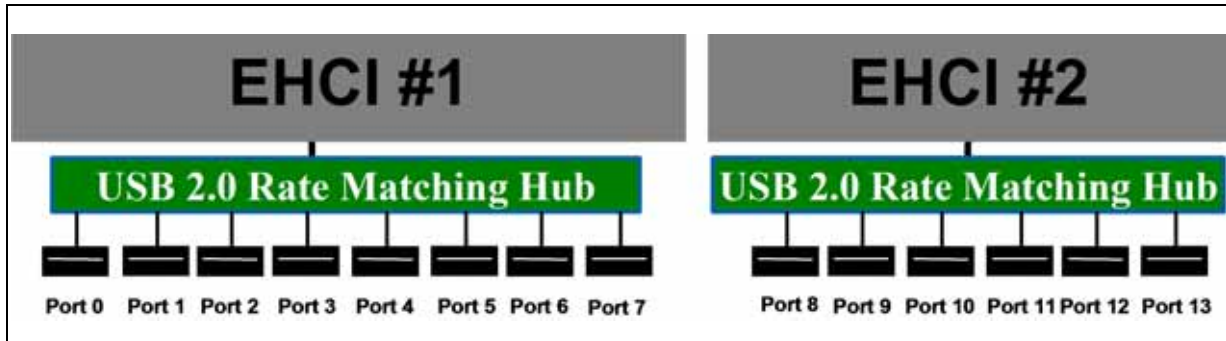 EHCI #1
EHCI #2
USB 2.0 Rate Matching Hub
USB 2.0 Rate Matching Hub
Port 0 Port 1 Port 2 Port 3 Port 4 Port 5 Port 6 Port 7
Port 8 Port 9 Port 10 Port 11 Port 12 Port 13